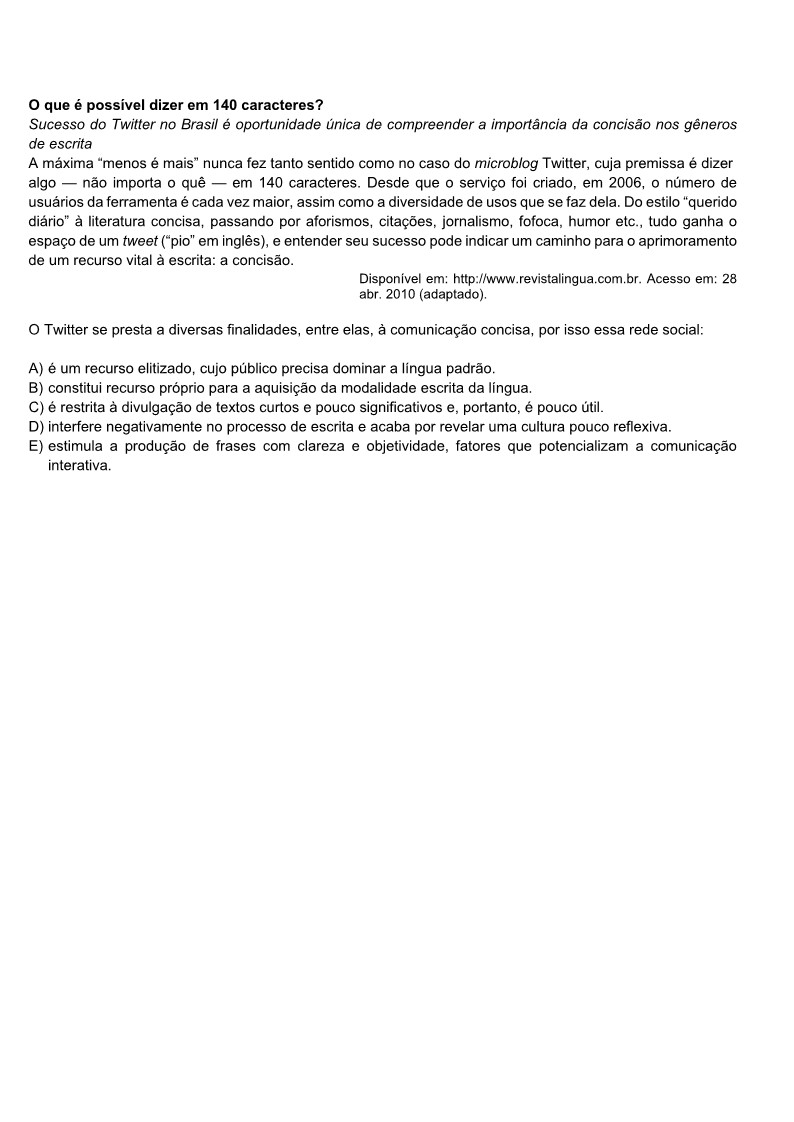 O que é possível dizer em 140 caracteres?
Sucesso do Twitter no Brasil é oportunidade única de compreender a importância da concisão nos gêneros
de escrita
A máxima “menos é mais” nunca fez tanto sentido como no caso do microblog Twitter, cuja premissa é dizer
algo — não importa o quê — em 140 caracteres. Desde que o serviço foi criado, em 2006, o número de
usuários da ferramenta é cada vez maior, assim como a diversidade de usos que se faz dela. Do estilo “querido
diário” à literatura concisa, passando por aforismos, citações, jornalismo, fofoca, humor etc., tudo ganha o
espaço de um tweet (“pio” em inglês), e entender seu sucesso pode indicar um caminho para o aprimoramento
de um recurso vital à escrita: a concisão.
Disponível em: http://www.revistalingua.com.br. Acesso em: 28
abr. 2010 (adaptado).
O Twitter se presta a diversas finalidades, entre elas, à comunicação concisa, por isso essa rede social:
A) é um recurso elitizado, cujo público precisa dominar a língua padrão.
B) constitui recurso próprio para a aquisição da modalidade escrita da língua.
C) é restrita à divulgação de textos curtos e pouco significativos e, portanto, é pouco útil.
D) interfere negativamente no processo de escrita e acaba por revelar uma cultura pouco reflexiva.
E) estimula a produção de frases com clareza e objetividade, fatores que potencializam a comunicação
interativa.